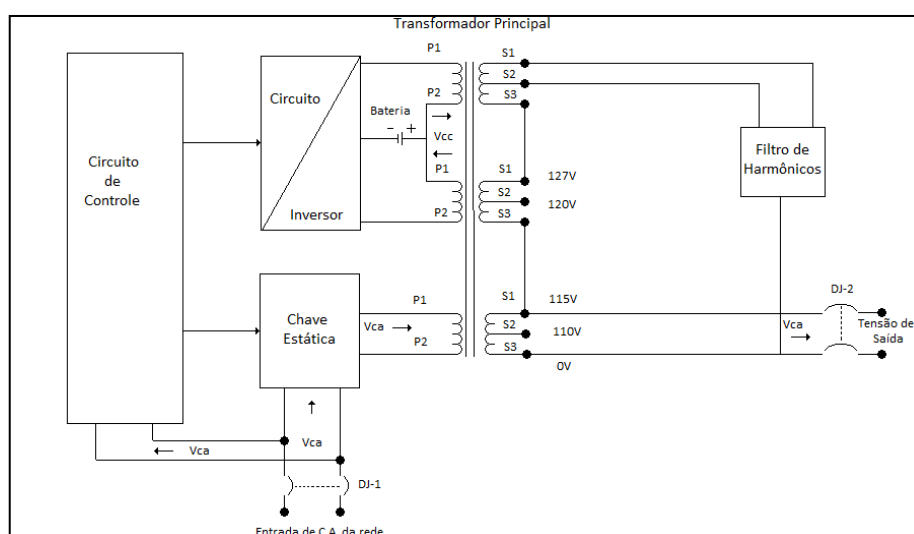 Transformador Principal
P1
S1
S2
Circuito
P2
S3
Bateria
- +
Vcc
Circuito
de
Controle
Filtro de
Harmônicos
P1
S1
127V
S2
120V
Inversor
P2
S3
DJ-2
P1
S1
115V
Chave
Estática
Vca
S2
110V
Vca
Tensão de
Saída
P2
S3
0V
Vca
Vca
DJ-1
Entrada de C.A. da rede